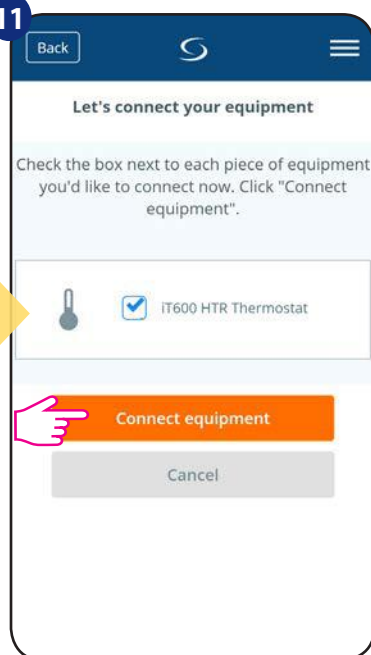 11
Back
Let's connect your equipment
Check the box next to each piece of equipment
you'd like to connect now. Click "Connect
equipment".
iT600 HTR Thermostat
Connect equipment
Cancel